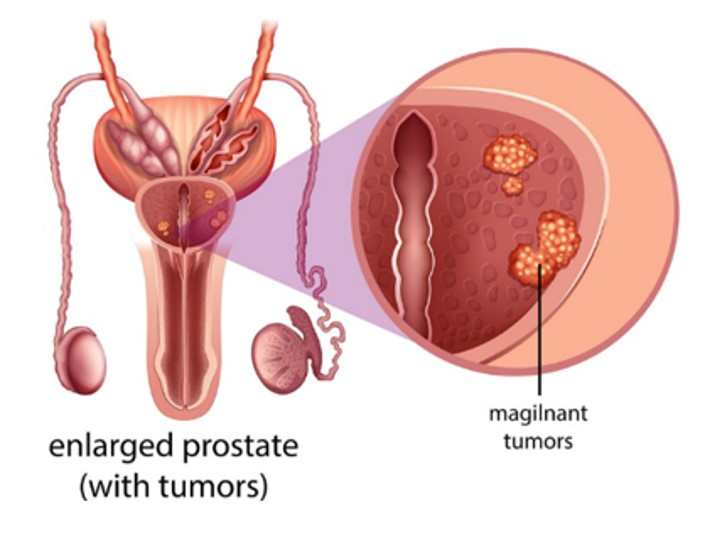 magilnant
tumors
enlarged prostate
(with tumors)